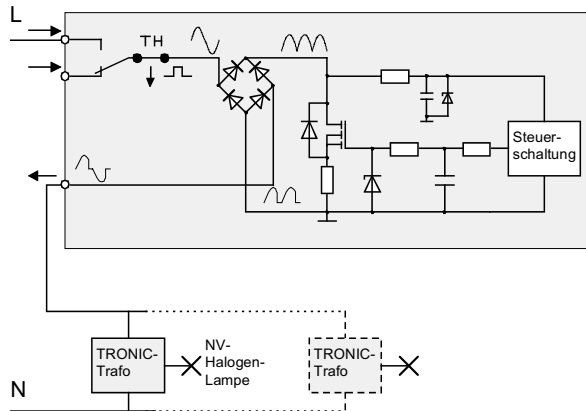 L
TH
Steuer-
schaltung
TRONIC-
Trafo
NV-
Halogen-
Lampe
TRONIC-
Trafo
N